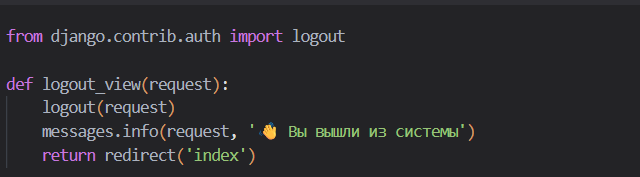 from django.contrib.auth import logout
def logout_view(request):
    logout(request)
    messages.info(request, '👋 Вы вышли из системы')
    return redirect('index')